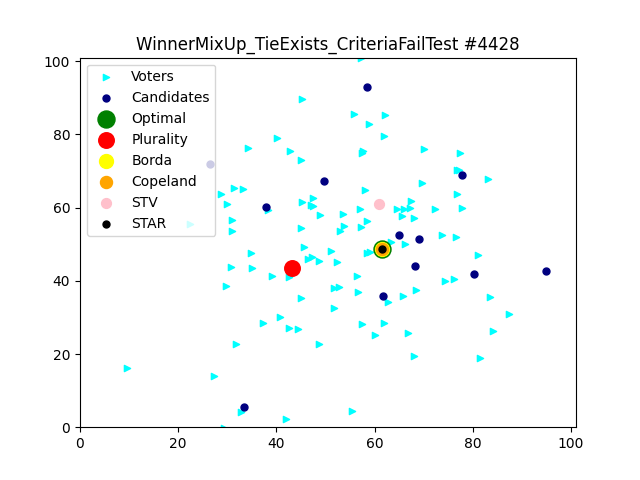 WinnerMixUp_TieExists_CriteriaFailTest #4428
100
80
60
40
20
0
0
20
40
60
80
100
Voters
Candidates
Optimal
Plurality
Borda
Copeland
STV
STAR